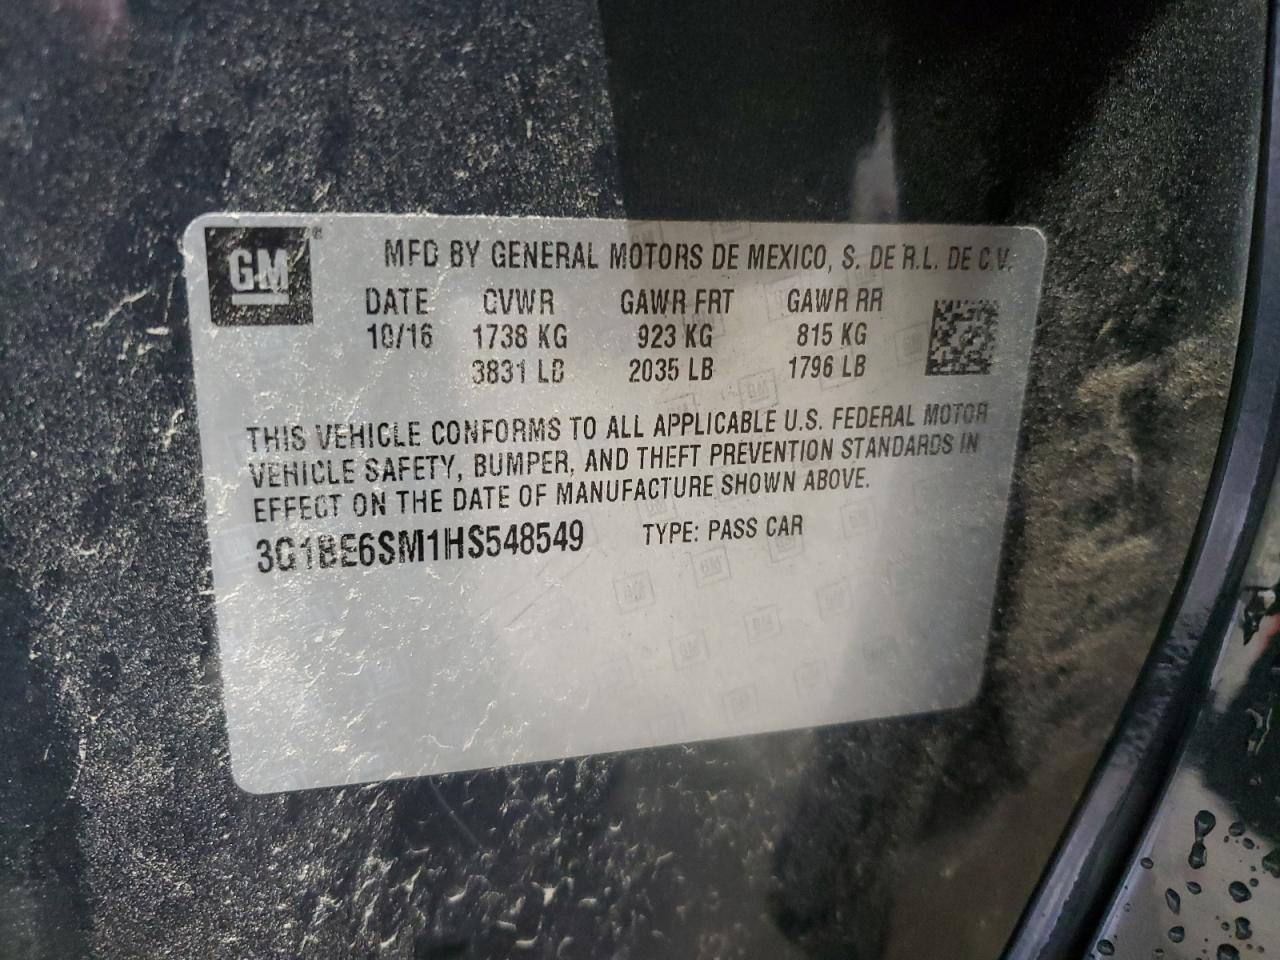 GM
MFD BY GENERAL MOTORS DE MEXICO, S. DE R.L. DE C.V.
DATE GVWR GAWR FRT GAWR RR
10/16 1738 KG 923 KG 815 KG
3831 LB 2035 LB 1796 LB
THIS VEHICLE CONFORMS TO ALL APPLICABLE U.S. FEDERAL MOTOR
VEHICLE SAFETY, BUMPER, AND THEFT PREVENTION STANDARDS IN
EFFECT ON THE DATE OF MANUFACTURE SHOWN ABOVE.
3G1BE6SM1HS548549 TYPE: PASS CAR